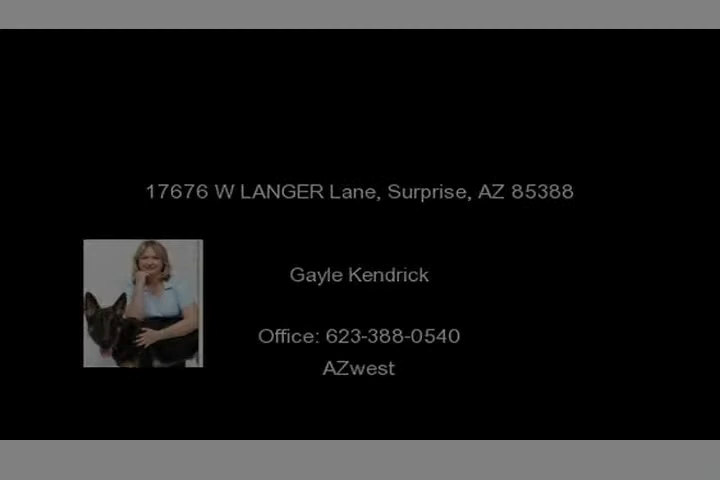 17676 W LANGER Lane, Surprise, AZ 85388
Gayle Kendrick
Office: 623-388-0540
AZwest